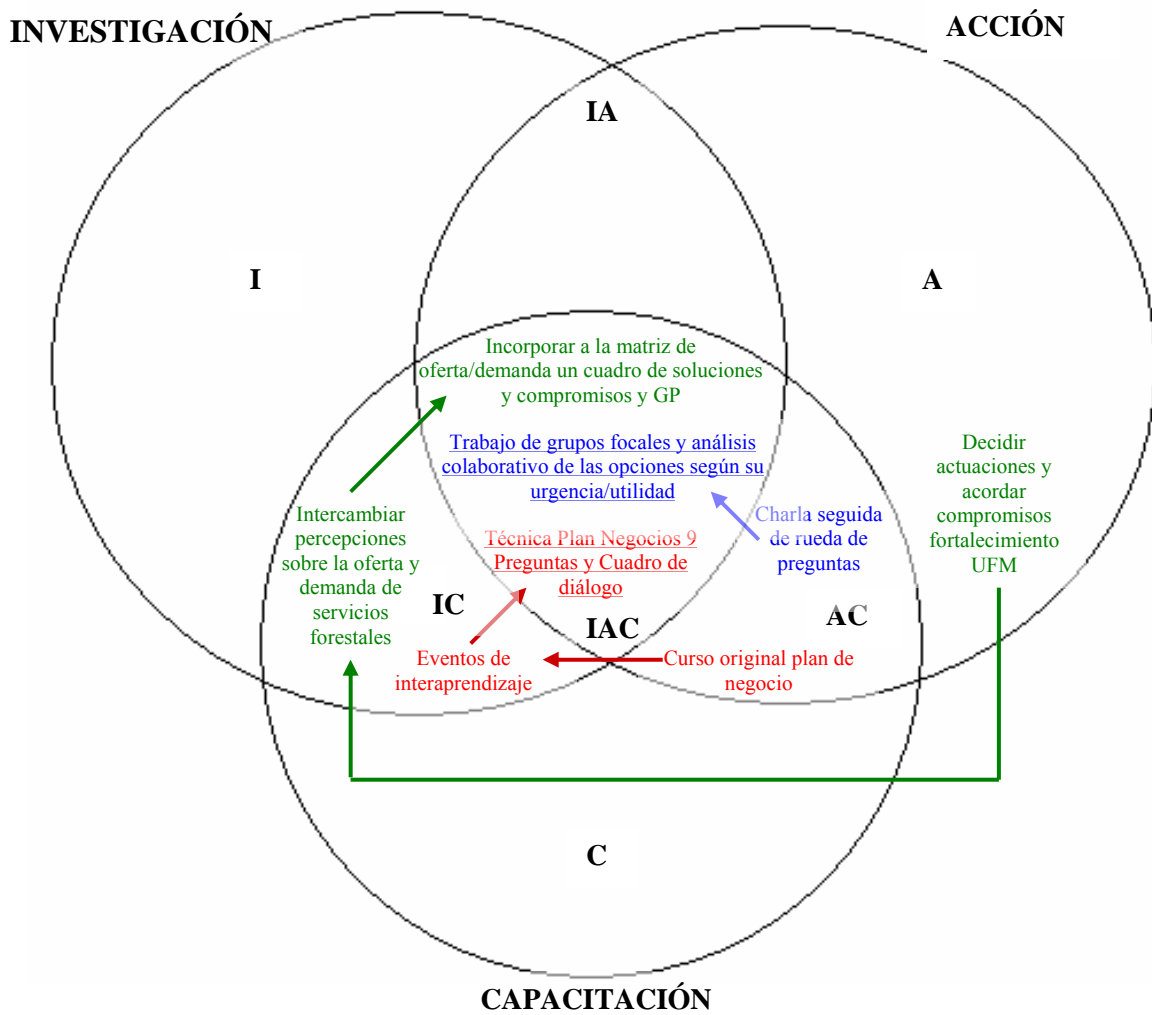 INVESTIGACIÓN
ACCIÓN
IA
I
A
Incorporar a la matriz de
oferta/demanda un cuadro de soluciones
y compromisos y GP
Trabajo de grupos focales y análisis
colaborativo de las opciones según su
urgencia/utilidad
Decidir
actuaciones y
acordar
compromisos
fortalecimiento
UFM
Intercambiar
percepciones
sobre la oferta y
demanda de
servicios
forestales
Charla seguida
de rueda de
preguntas
Técnica Plan Negocios 9
Preguntas y Cuadro de
diálogo
IC
IAC
AC
Eventos de
interaprendizaje
Curso original plan de
negocio
C
CAPACITACIÓN